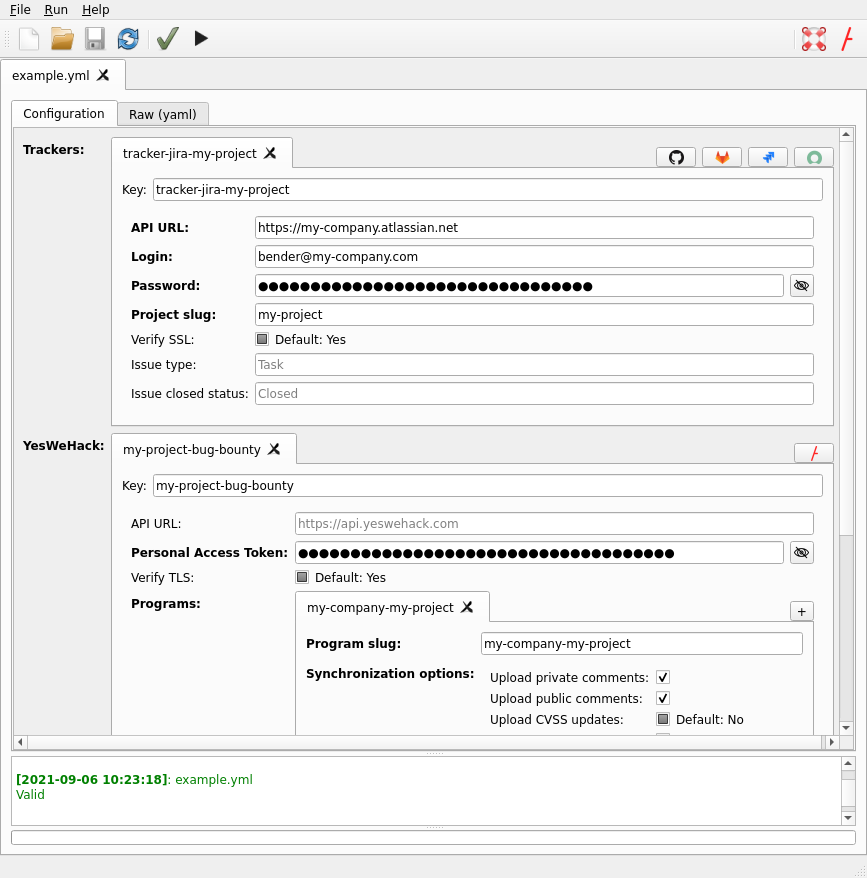 File Run Help
example.yml
Configuration Raw (yaml)
Trackers: tracker-jira-my-project
Key: tracker-jira-my-project
API URL: https://my-company.atlassian.net
Login: bender@my-company.com
Password: ●●●●●●●●●●●●●●●●●●●●●●●●●●●●●●●●
Project slug: my-project
Verify SSL: Default: Yes
Issue type: Task
Issue closed status: Closed
YesWeHack: my-project-bug-bounty
Key: my-project-bug-bounty
API URL: https://api.yeswehack.com
Personal Access Token: ●●●●●●●●●●●●●●●●●●●●●●●●●●●●●●●●●●●●
Verify TLS: Default: Yes
Programs: my-company-my-project +
Program slug: my-company-my-project
Synchronization options: Upload private comments:
Upload public comments:
Upload CVSS updates: Default: No
[2021-09-06 10:23:18]: example.yml
Valid